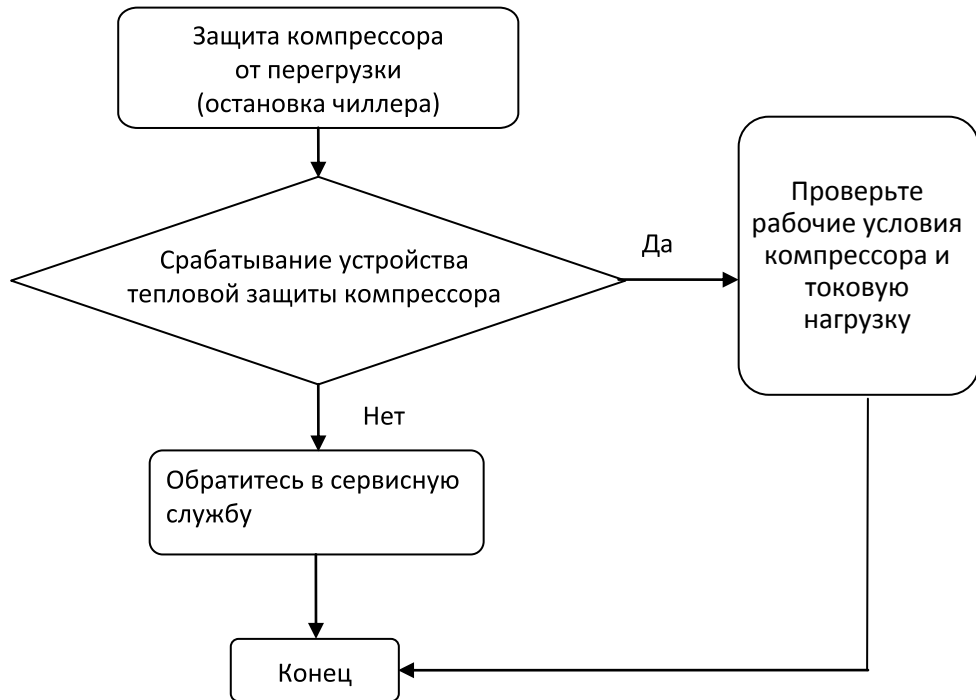 Защита компрессора
от перегрузки
(остановка чиллера)
Срабатывание устройства
тепловой защиты компрессора
Да
Проверьте
рабочие условия
компрессора и
токовую
нагрузку
Нет
Обратитесь в сервисную
службу
Конец